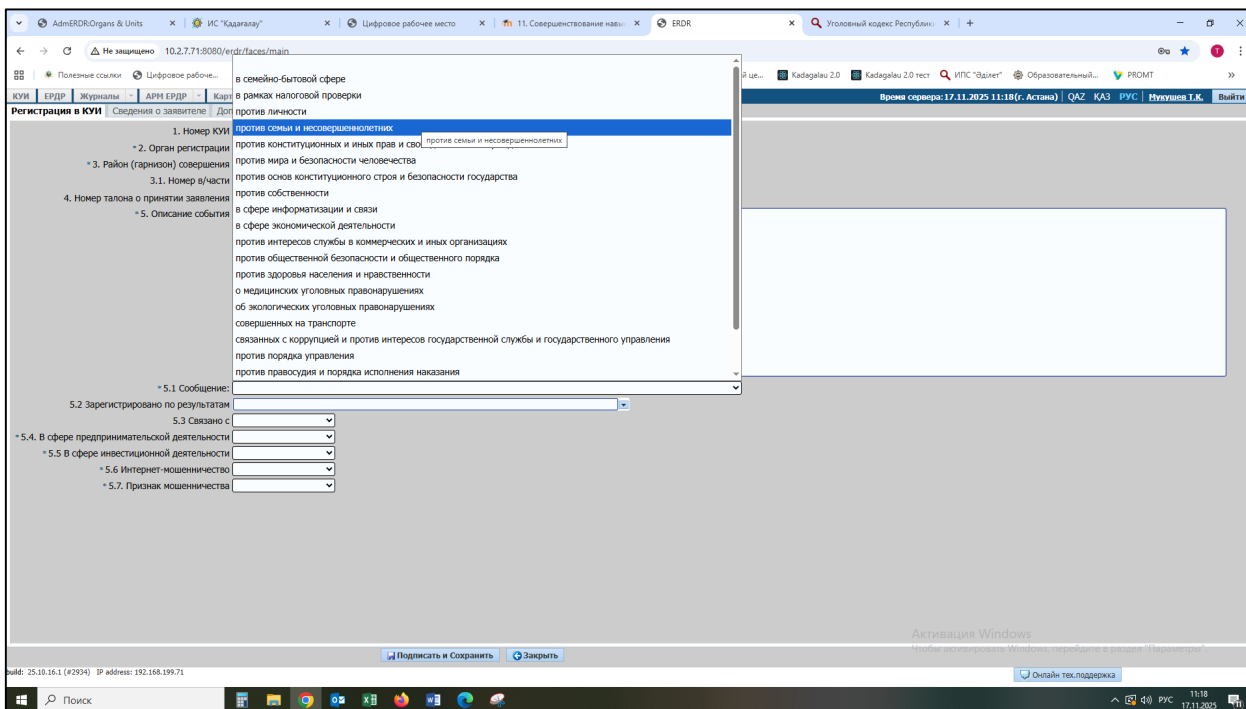 AdmERDR:Organs & Units
ИС "Қадағалау"
Цифровое рабочее место
11. Совершенствование навы
ERDR
Уголовный кодекс Республики
Не защищено 10.2.7.71:8080/erdr/faces/main
Полезные ссылки
Цифровое рабоче...
Kadagalau 2.0
Kadagalau 2.0 тест
ИПС "Әділет"
Образовательный...
PROMT
КУИ ЕРДР Журналы АРМ ЕРДР
Время сервера:17.11.2025 11:18(г. Астана) QAZ ҚАЗ РУС Мукушев Т.К. Выйти
Регистрация в КУИ Сведения о заявителе
1. Номер КУИ
* 2. Орган регистрации
* 3. Район (гарнизон) совершения
3.1. Номер в/части
4. Номер талона о принятии заявления
* 5. Описание события
в семейно-бытовой сфере
в рамках налоговой проверки
против личности
против семьи и несовершеннолетних
против семьи и несовершеннолетних
против конституционных и иных прав и
против мира и безопасности человечества
против основ конституционного строя и безопасности государства
против собственности
в сфере информатизации и связи
в сфере экономической деятельности
против интересов службы в коммерческих и иных организациях
против общественной безопасности и общественного порядка
против здоровья населения и нравственности
о медицинских уголовных правонарушениях
об экологических уголовных правонарушениях
совершенных на транспорте
связанных с коррупцией и против интересов государственной службы и государственного управления
против порядка управления
против правосудия и порядка исполнения наказания
* 5.1 Сообщение:
5.2 Зарегистрировано по результатам
5.3 Связано с
* 5.4. В сфере предпринимательской деятельности
* 5.5 В сфере инвестиционной деятельности
* 5.6 Интернет-мошенничество
* 5.7. Признак мошенничества
Активация Windows
Чтобы активировать Windows, перейдите в раздел "Параметры".
Подписать и Сохранить
Закрыть
build: 25.10.16.1 (#2934) IP address: 192.168.199.71
Онлайн тех.поддержка
Поиск
РУС
11:18
17.11.2025